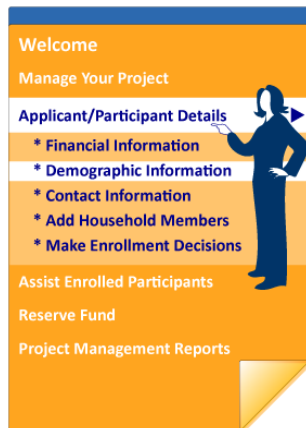 Welcome
Manage Your Project
Applicant/Participant Details
* Financial Information
* Demographic Information
* Contact Information
* Add Household Members
* Make Enrollment Decisions
Assist Enrolled Participants
Reserve Fund
Project Management Reports